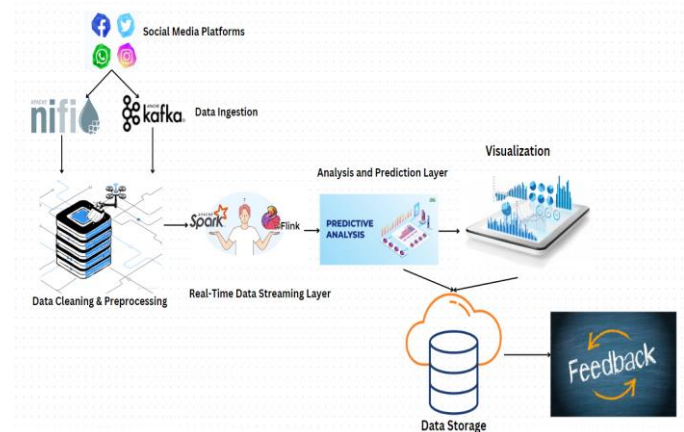 Social Media Platforms
nifi
kafka
Data Ingestion
Analysis and Prediction Layer
Visualization
Spark
Flink
PREDICTIVE
ANALYSIS
Data Cleaning & Preprocessing
Real-Time Data Streaming Layer
Feedback
Data Storage